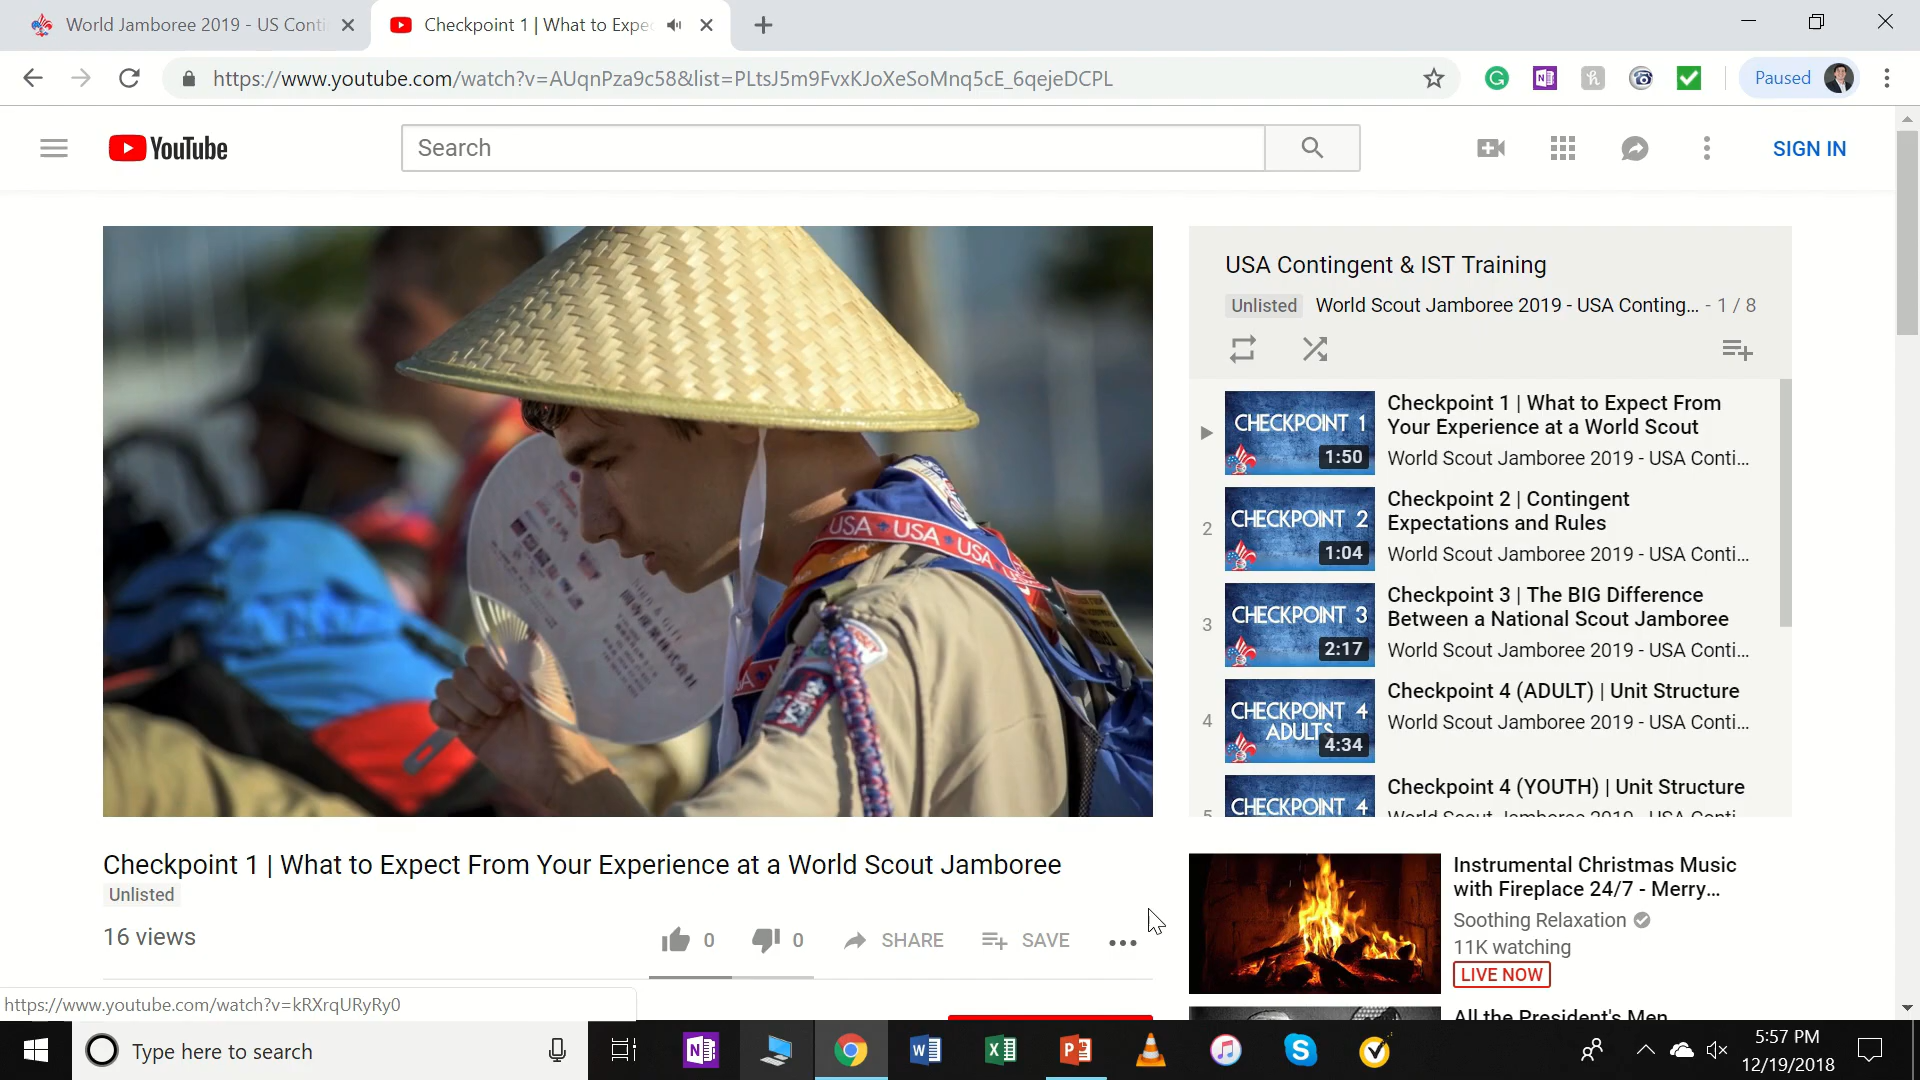 World Jamboree 2019 - US Conti
Checkpoint 1 | What to Expec
https://www.youtube.com/watch?v=AUqnPza9c58&list=PLtsJ5m9FvxKJoXeSoMnq5cE_6qejeDCPL
Paused
YouTube
Search
SIGN IN
USA USA USA
USA Contingent & IST Training
Unlisted World Scout Jamboree 2019 - USA Conting... - 1 / 8
CHECKPOINT 1
1:50
Checkpoint 1 | What to Expect From
Your Experience at a World Scout
World Scout Jamboree 2019 - USA Conti...
2
CHECKPOINT 2
1:04
Checkpoint 2 | Contingent
Expectations and Rules
World Scout Jamboree 2019 - USA Conti...
3
CHECKPOINT 3
2:17
Checkpoint 3 | The BIG Difference
Between a National Scout Jamboree
World Scout Jamboree 2019 - USA Conti...
4
CHECKPOINT 4
ADULTS
4:34
Checkpoint 4 (ADULT) | Unit Structure
World Scout Jamboree 2019 - USA Conti...
5
CHECKPOINT 4
Checkpoint 4 (YOUTH) | Unit Structure
World Scout Jamboree 2019 - USA Conti...
Checkpoint 1 | What to Expect From Your Experience at a World Scout Jamboree
Unlisted
16 views
0
0
SHARE
SAVE
Instrumental Christmas Music
with Fireplace 24/7 - Merry...
Soothing Relaxation
11K watching
LIVE NOW
All the President's Men
https://www.youtube.com/watch?v=kRXrqURyRy0
Type here to search
5:57 PM
12/19/2018